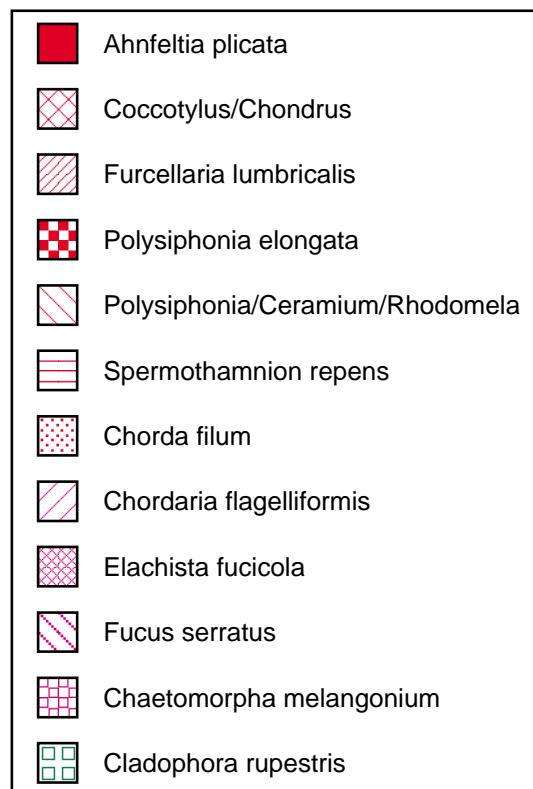 Ahnfeltia plicata
Coccotylus/Chondrus
Furcellaria lumbricalis
Polysiphonia elongata
Polysiphonia/Ceramium/Rhodomela
Spermothamnion repens
Chorda filum
Chordaria flagelliformis
Elachista fucicola
Fucus serratus
Chaetomorpha melangonium
Cladophora rupestris